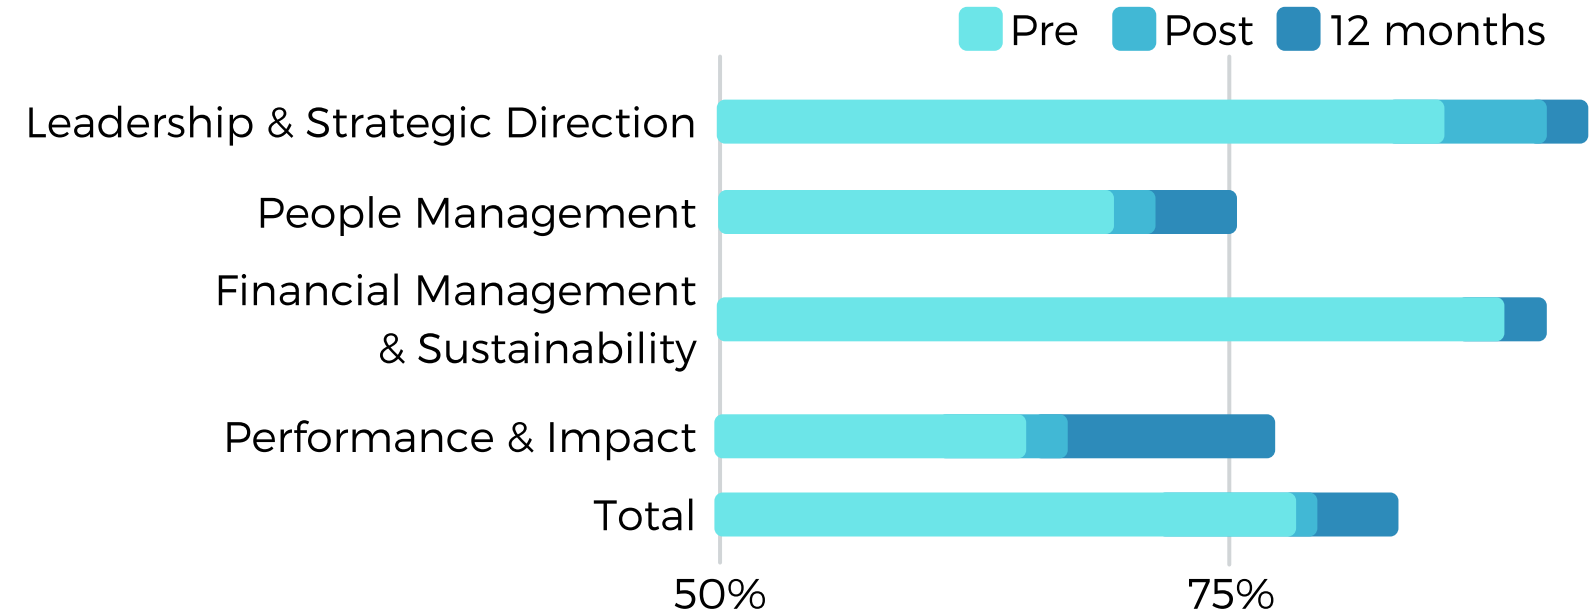 Pre Post 12 months
Leadership & Strategic Direction
People Management
Financial Management
& Sustainability
Performance & Impact
Total
50% 75%